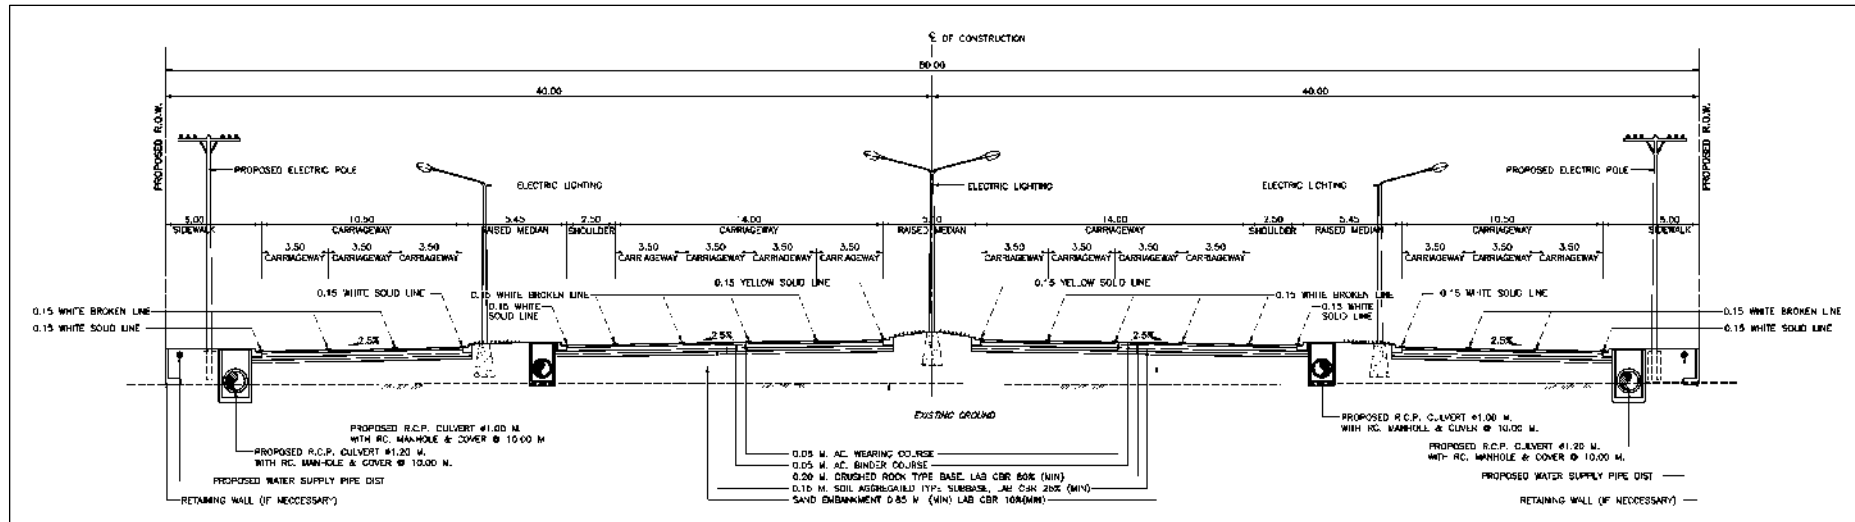 ℄ OF CONSTRUCTION
80.00
40.00 40.00
PROPOSED R.O.W.
PROPOSED R.O.W.
PROPOSED ELECTRIC POLE
ELECTRIC LIGHTING
ELECTRIC LIGHTING
ELECTRIC LIGHTING
PROPOSED ELECTRIC POLE
5.00 10.50 5.45 2.50 14.00 5.00 14.00 2.50 5.45 10.50 5.00
SIDEWALK CARRIAGEWAY RAISED MEDIAN SHOULDER CARRIAGEWAY RAISED MEDIAN CARRIAGEWAY SHOULDER RAISED MEDIAN CARRIAGEWAY SIDEWALK
3.50 3.50 3.50 3.50 3.50 3.50 3.50 3.50 3.50 3.50 3.50 3.50 3.50 3.50
CARRIAGEWAY CARRIAGEWAY CARRIAGEWAY CARRIAGEWAY CARRIAGEWAY CARRIAGEWAY CARRIAGEWAY CARRIAGEWAY CARRIAGEWAY CARRIAGEWAY CARRIAGEWAY CARRIAGEWAY CARRIAGEWAY CARRIAGEWAY
0.15 WHITE BROKEN LINE
0.15 WHITE SOLID LINE
0.15 WHITE SOLID LINE
0.15 WHITE BROKEN LINE
0.15 WHITE
SOLID LINE
0.15 YELLOW SOLID LINE
0.15 YELLOW SOLID LINE
0.15 WHITE BROKEN LINE
0.15 WHITE
SOLID LINE
0.15 WHITE SOLID LINE
0.15 WHITE BROKEN LINE
0.15 WHITE SOLID LINE
2.5% 2.5% 2.5% 2.5%
EXISTING GROUND
PROPOSED R.C.P. CULVERT ø1.00 M.
WITH RC. MANHOLE & COVER @ 10.00 M
PROPOSED R.C.P. CULVERT ø1.20 M.
WITH RC. MANHOLE & COVER @ 10.00 M.
PROPOSED WATER SUPPLY PIPE DIST
RETAINING WALL (IF NECCESSARY)
0.05 M. AC. WEARING COURSE
0.05 M. AC. BINDER COURSE
0.20 M. CRUSHED ROCK TYPE BASE, LAB CBR 80% (MIN)
0.15 M. SOIL AGGREGATED TYPE SUBBASE, LAB CBR 25% (MIN)
SAND EMBANKMENT 0.85 M (MIN) LAB CBR 10%(MIN)
PROPOSED R.C.P. CULVERT ø1.00 M.
WITH RC. MANHOLE & COVER @ 10.00 M.
PROPOSED R.C.P. CULVERT ø1.20 M.
WITH RC. MANHOLE & COVER @ 10.00 M.
PROPOSED WATER SUPPLY PIPE DIST
RETAINING WALL (IF NECCESSARY)